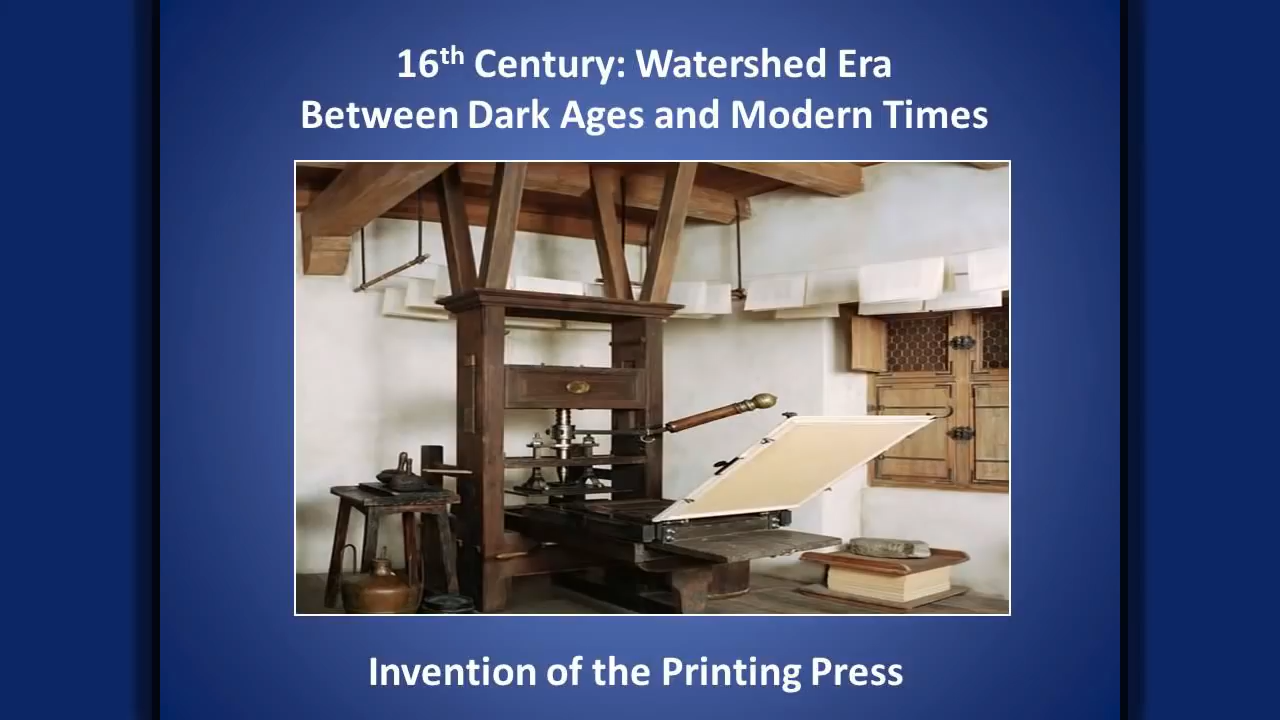 16th Century: Watershed Era
Between Dark Ages and Modern Times
Invention of the Printing Press